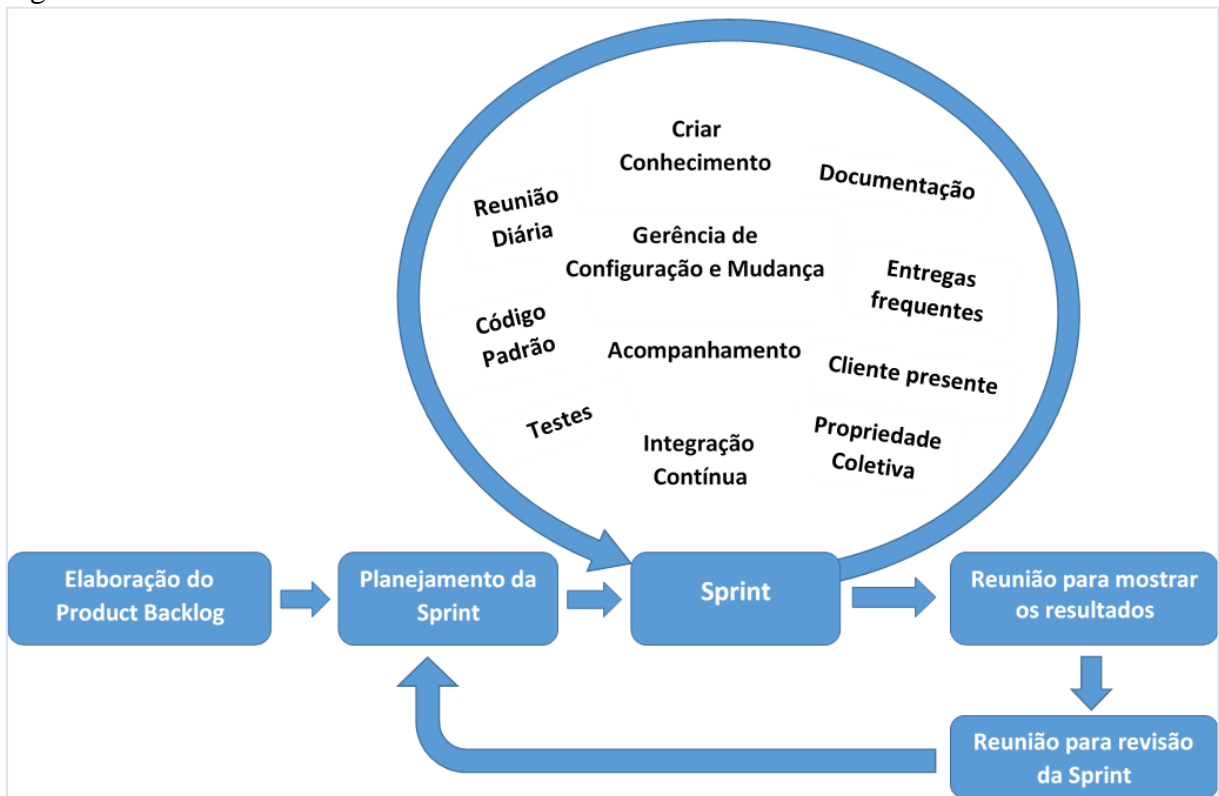 Criar
Conhecimento
Documentação
Reunião
Diária
Gerência de
Configuração e Mudança
Entregas
frequentes
Código
Padrão
Acompanhamento
Cliente presente
Testes
Integração
Contínua
Propriedade
Coletiva
Elaboração do
Product Backlog
Planejamento da
Sprint
Sprint
Reunião para mostrar
os resultados
Reunião para revisão
da Sprint